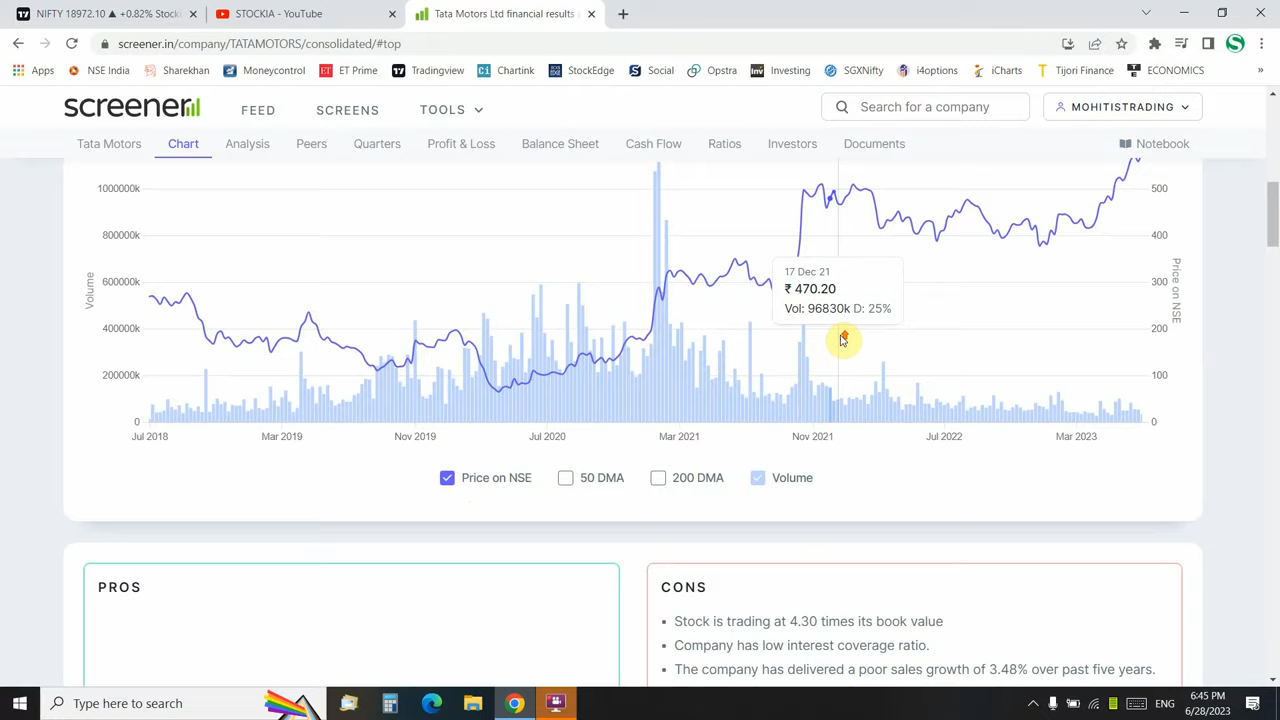 NIFTY 18972.10 ▲ +0.82% Stocki
STOCKIA - YouTube
Tata Motors Ltd financial results
screener.in/company/TATAMOTORS/consolidated/#top
Apps
NSE India
Sharekhan
Moneycontrol
ET Prime
Tradingview
Chartink
StockEdge
Social
Opstra
Investing
SGXNifty
i4options
iCharts
Tijori Finance
ECONOMICS
screener
FEED
SCREENS
TOOLS
Search for a company
MOHITISTRADING
Tata Motors
Chart
Analysis
Peers
Quarters
Profit & Loss
Balance Sheet
Cash Flow
Ratios
Investors
Documents
Notebook
1000000k
500
800000k
400
600000k
300
400000k
200
200000k
100
0
0
Volume
Price on NSE
17 Dec 21
₹ 470.20
Vol: 96830k D: 25%
Jul 2018
Mar 2019
Nov 2019
Jul 2020
Mar 2021
Nov 2021
Jul 2022
Mar 2023
Price on NSE
50 DMA
200 DMA
Volume
PROS
CONS
Stock is trading at 4.30 times its book value
Company has low interest coverage ratio.
The company has delivered a poor sales growth of 3.48% over past five years.
Type here to search
ENG
6:45 PM
6/28/2023